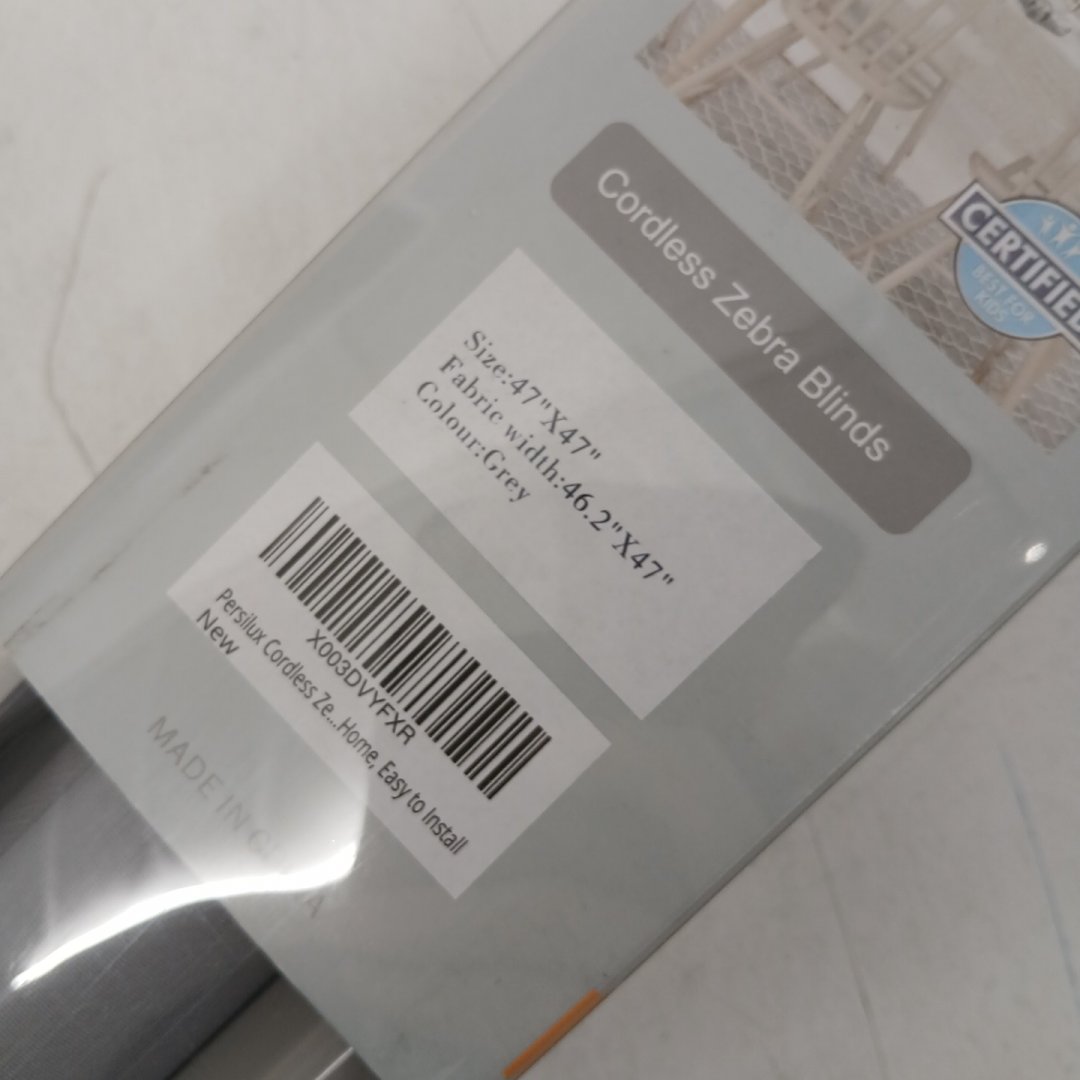 CERTIFIED
BEST FOR
KIDS
Cordless Zebra Blinds
Size:47"X47"
Fabric width:46.2"X47"
Colour:Grey
X003DVYFXR
Persilux Cordless Ze...Home, Easy to Install
New
MADE IN